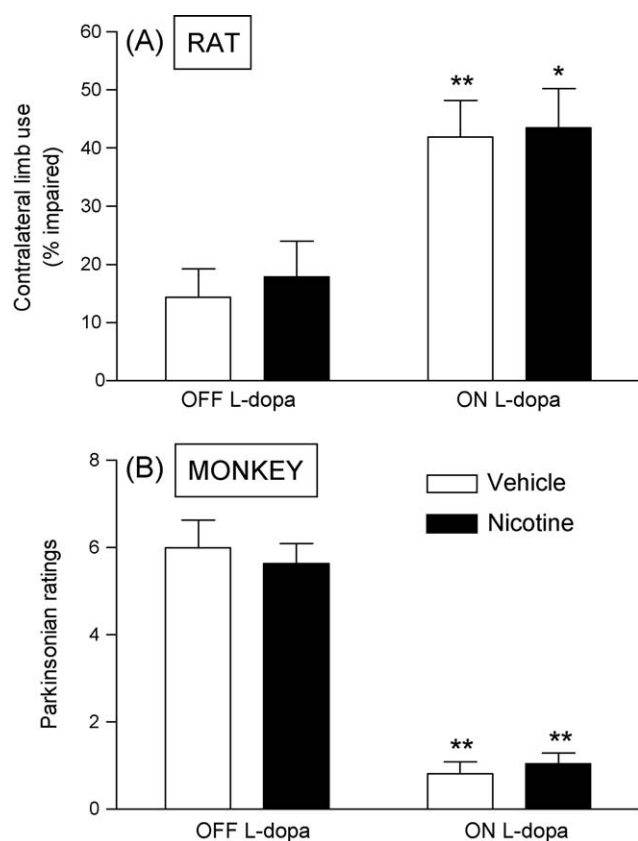 (A) RAT
Contralateral limb use
(% impaired)
60
50
40
30
20
10
0
** *
OFF L-dopa ON L-dopa
(B) MONKEY
Vehicle
Nicotine
Parkinsonian ratings
8
6
4
2
0
** **
OFF L-dopa ON L-dopa